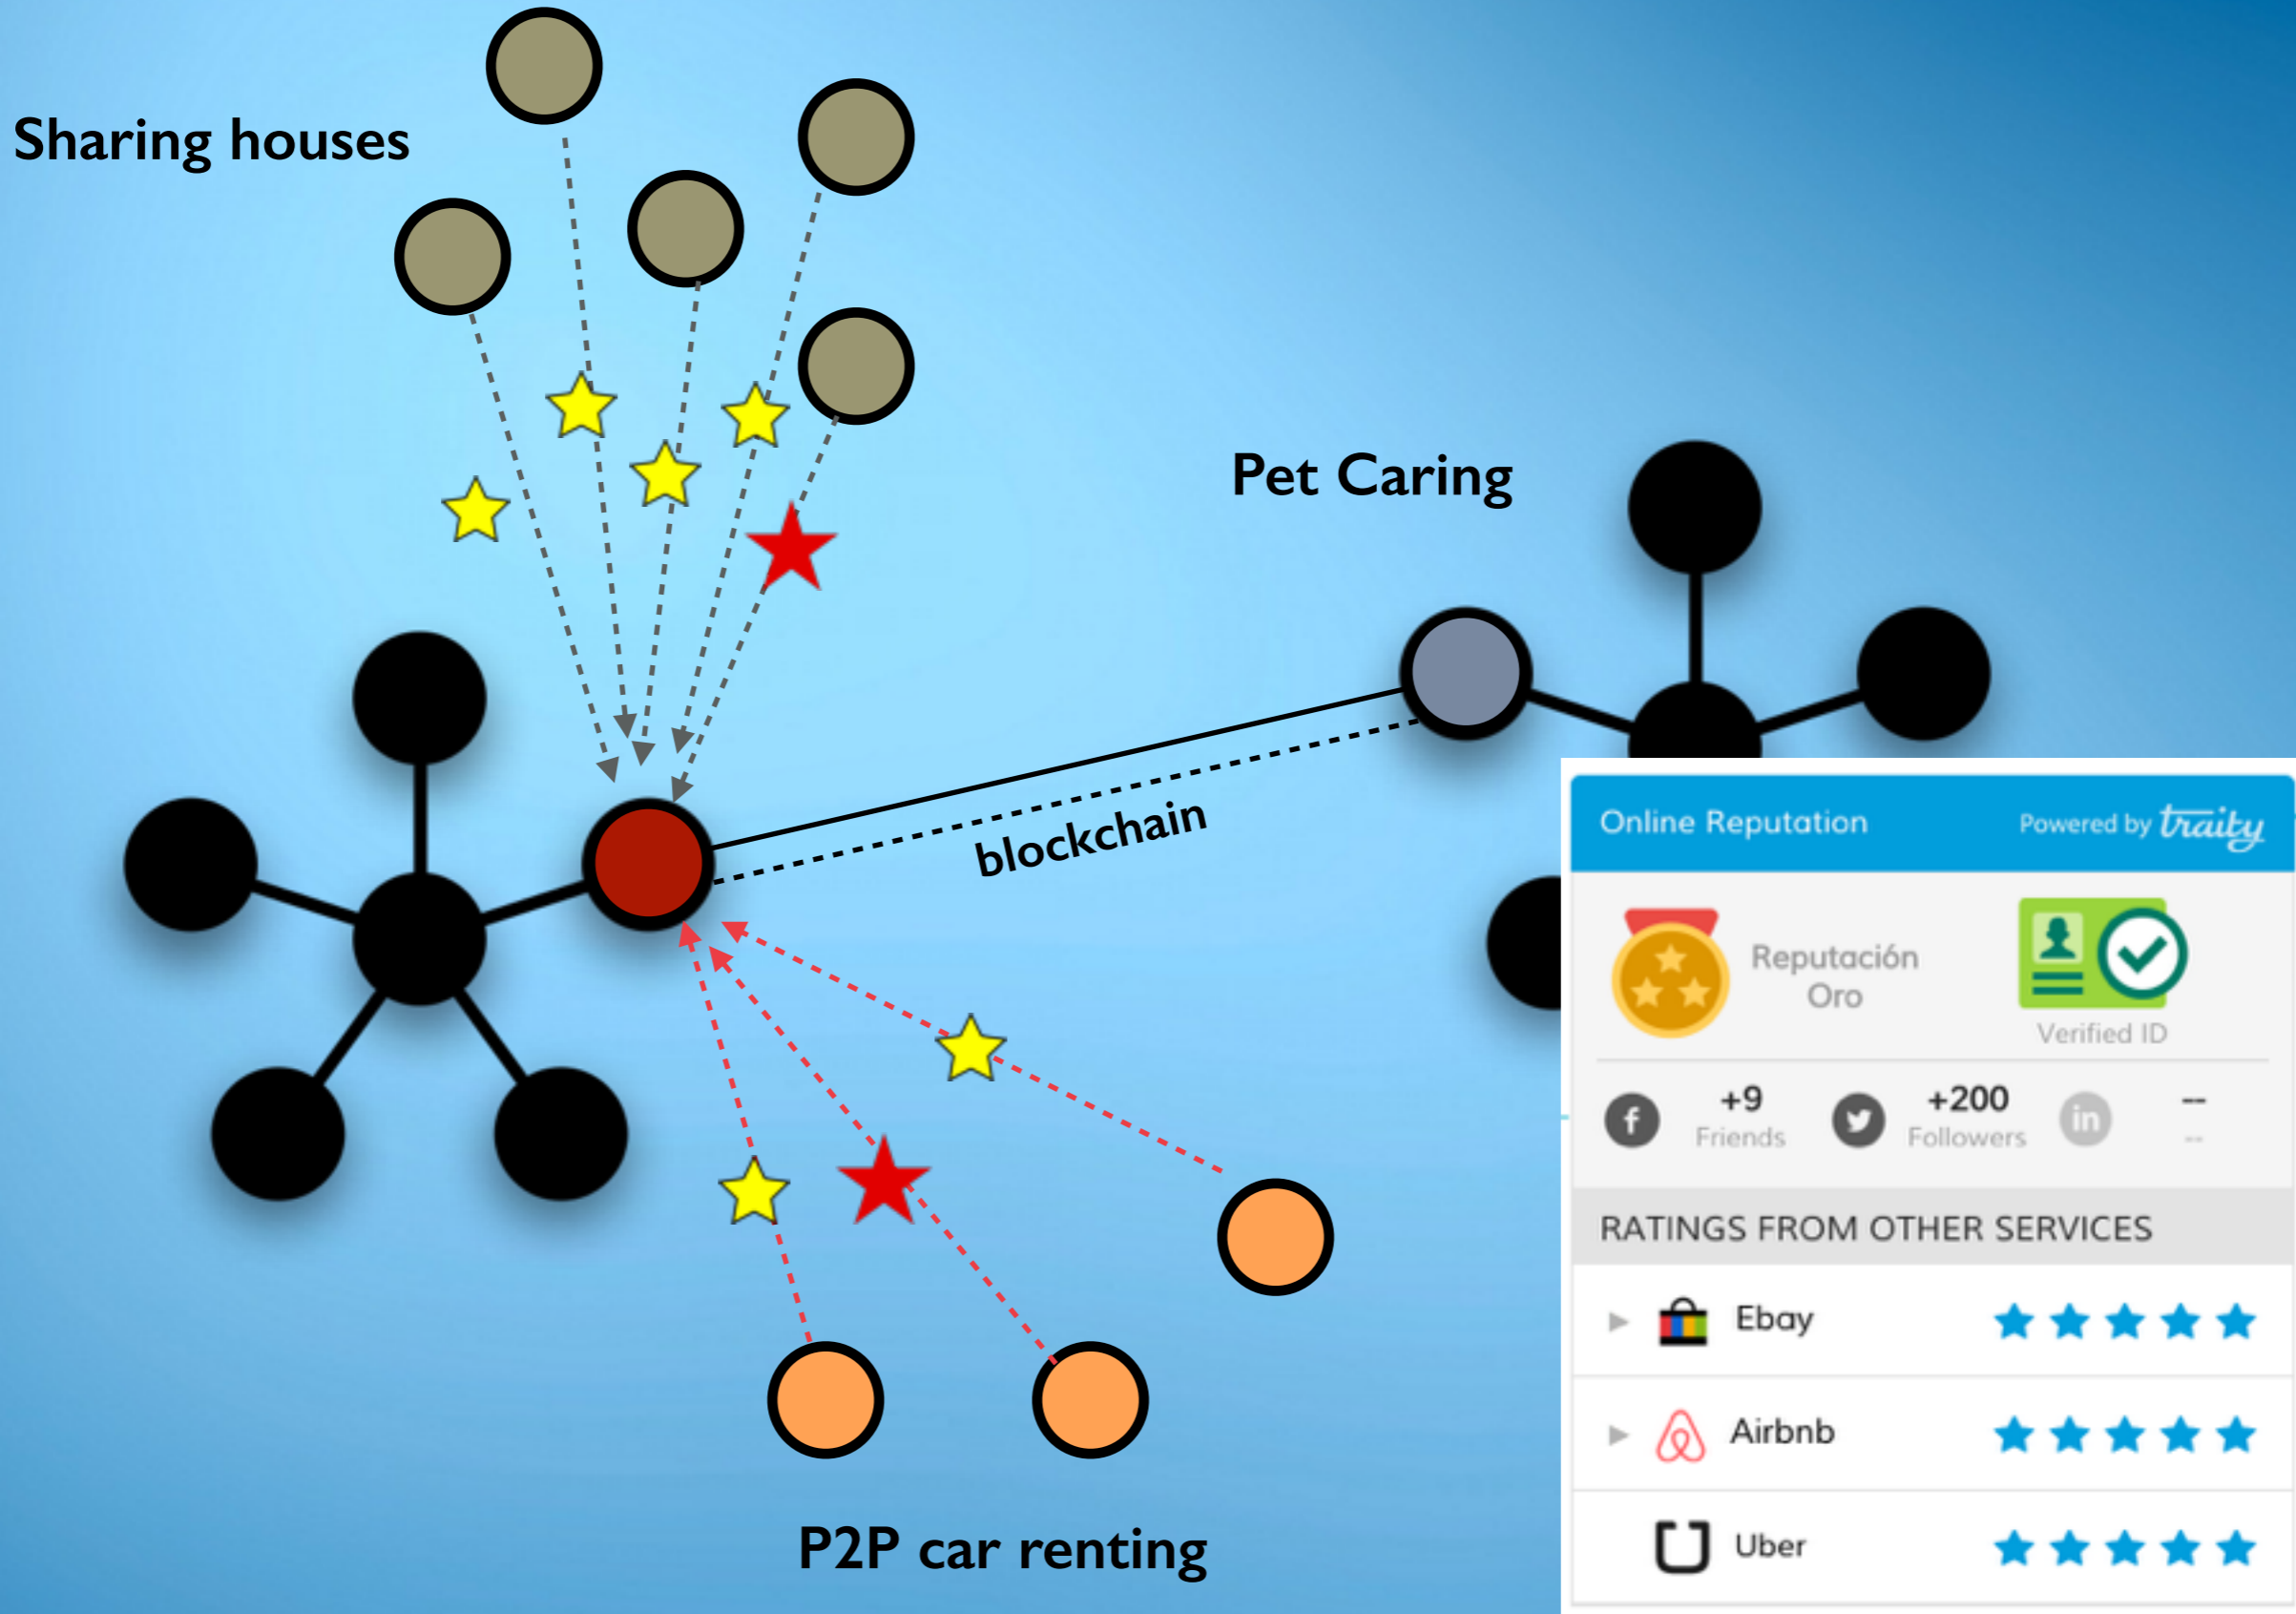 Sharing houses
Pet Caring
blockchain
P2P car renting
Online Reputation
Powered by traity
Reputación
Oro
Verified ID
f
+9
Friends
+200
Followers
in
--
--
RATINGS FROM OTHER SERVICES
Ebay
Airbnb
Uber